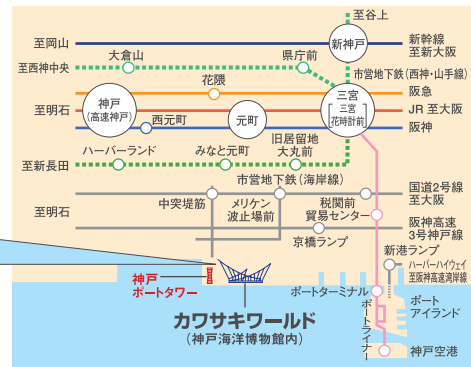 至谷上
至岡山
新神戸
新幹線
至新大阪
大倉山
県庁前
至西神中央
市営地下鉄(西神・山手線)
花隈
阪急
神戸
(高速神戸)
三宮
三宮
花時計前
至明石
JR 至大阪
元町
西元町
阪神
旧居留地
大丸前
ハーバーランド
みなと元町
至新長田
市営地下鉄(海岸線)
国道2号線
至大阪
中突堤筋
メリケン
波止場前
税関前
貿易センター
至明石
阪神高速
3号神戸線
京橋ランプ
新港ランプ
ハーバーハイウェイ
至阪神高速湾岸線
神戸
ポートタワー
ポートターミナル
ポート
アイランド
カワサキワールド
(神戸海洋博物館内)
ポートライナー
神戸空港